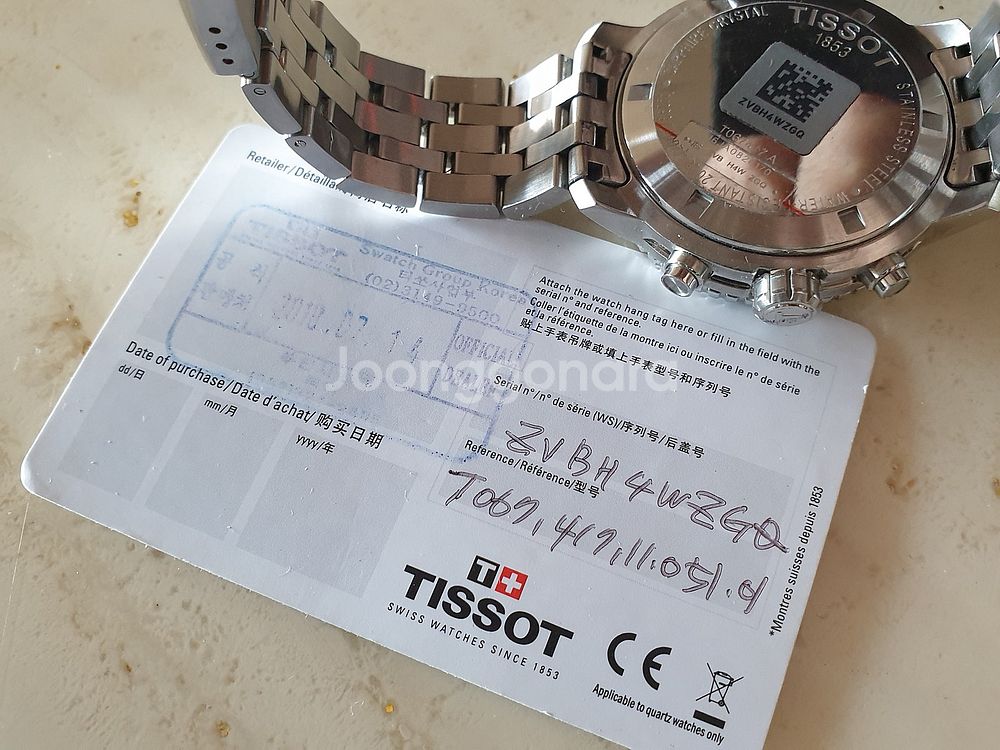 TISSOT
1853
CRYSTAL
STAINLESS STEEL
ZVBH4WZGQ
Retailer/Détaillant
TISSOT
Swatch Group Korea
(02)3149-9500
OFFICIAL
Attach the watch hang tag here or fill in the field with the
serial n° and reference.
Coller l'étiquette de la montre ici ou inscrire le n° de série
et la référence.
贴上手表吊牌或填上手表型号和序列号
Joonggonara
Serial n°/n° de série (WS)/序列号/后盖号
ZVBH4WZGQ
Reference/Référence/型号
T067.417.11.051.01
Date of purchase/Date d'achat/购买日期
dd/日
mm/月
yyyy/年
T+
TISSOT
SWISS WATCHES SINCE 1853
CE
Applicable to quartz watches only
*Montres suisses depuis 1853